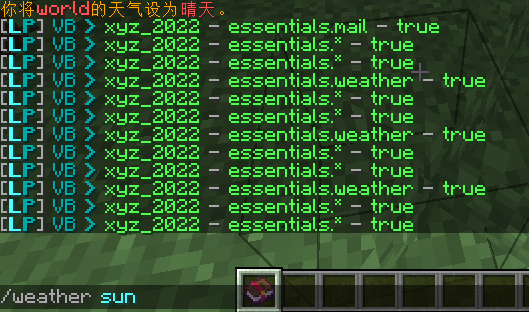 你将world的天气设为晴天。
[LP] VB > xyz_2022 - essentials.mail - true
[LP] VB > xyz_2022 - essentials.* - true
[LP] VB > xyz_2022 - essentials.* - true
[LP] VB > xyz_2022 - essentials.weather - true
[LP] VB > xyz_2022 - essentials.* - true
[LP] VB > xyz_2022 - essentials.* - true
[LP] VB > xyz_2022 - essentials.weather - true
[LP] VB > xyz_2022 - essentials.* - true
[LP] VB > xyz_2022 - essentials.* - true
[LP] VB > xyz_2022 - essentials.weather - true
[LP] VB > xyz_2022 - essentials.* - true
[LP] VB > xyz_2022 - essentials.* - true
/weather sun